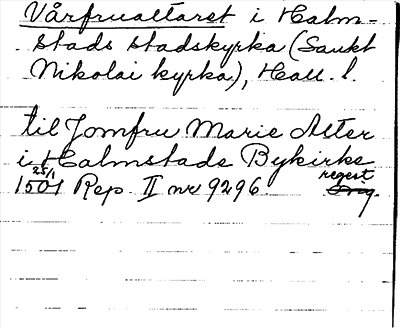 Vårfrualtaret i Halm-
stads stadskyrka (Sankt
Nikolai kyrka), Hall. l.
til Jomfru Marie Alter
i Halmstads Bykirke
25/1 regest
1501 Rep. II nr 9296.